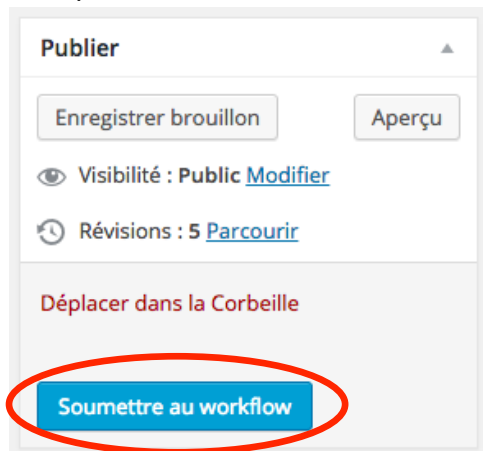 Publier
Enregistrer brouillon Aperçu
Visibilité : Public Modifier
Révisions : 5 Parcourir
Déplacer dans la Corbeille
Soumettre au workflow